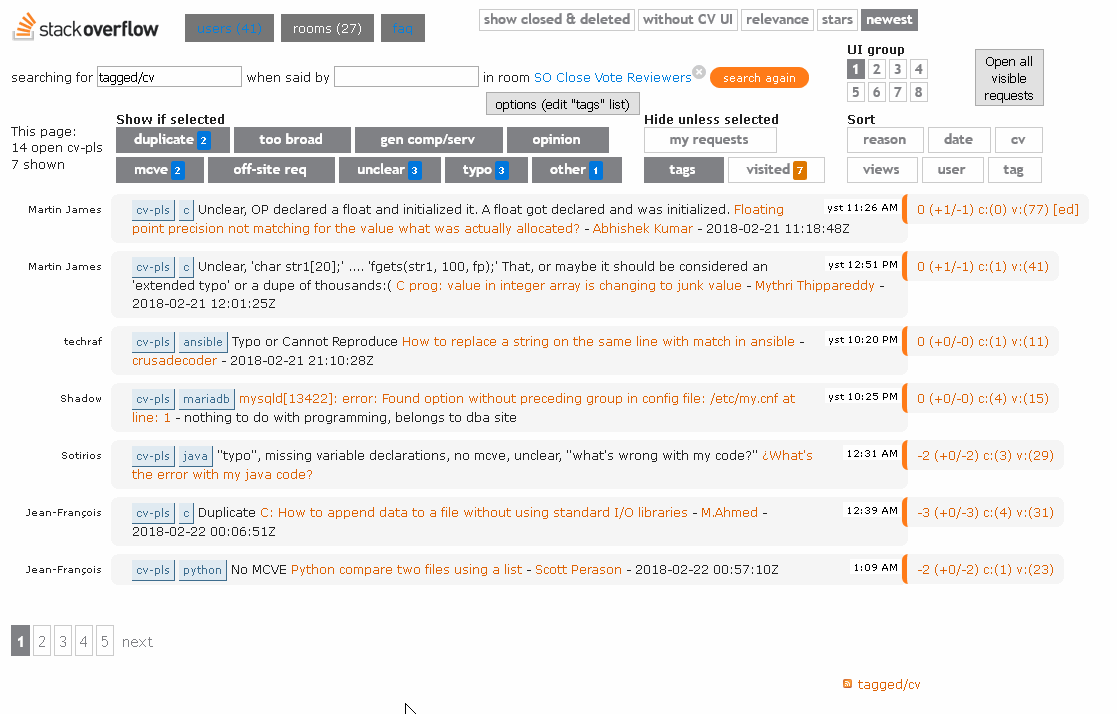 stackoverflow
users (41)
rooms (27)
faq
show closed & deleted
without CV UI
relevance
stars
newest
searching for tagged/cv when said by in room SO Close Vote Reviewers search again
options (edit "tags" list)
UI group
1 2 3 4
5 6 7 8
Open all
visible
requests
This page:
14 open cv-pls
7 shown
Show if selected
duplicate 2
too broad
gen comp/serv
opinion
mcve 2
off-site req
unclear 3
typo 3
other 1
Hide unless selected
my requests
tags
visited 7
Sort
reason
date
cv
views
user
tag
Martin James
cv-pls c Unclear, OP declared a float and initialized it. A float got declared and was initialized. Floating
point precision not matching for the value what was actually allocated? - Abhishek Kumar - 2018-02-21 11:18:48Z
yst 11:26 AM
0 (+1/-1) c:(0) v:(77) [ed]
Martin James
cv-pls c Unclear, 'char str1[20];' .... 'fgets(str1, 100, fp);' That, or maybe it should be considered an
'extended typo' or a dupe of thousands:( C prog: value in integer array is changing to junk value - Mythri Thippareddy -
2018-02-21 12:01:25Z
yst 12:51 PM
0 (+1/-1) c:(1) v:(41)
techraf
cv-pls ansible Typo or Cannot Reproduce How to replace a string on the same line with match in ansible -
crusadecoder - 2018-02-21 21:10:28Z
yst 10:20 PM
0 (+0/-0) c:(1) v:(11)
Shadow
cv-pls mariadb mysqld[13422]: error: Found option without preceding group in config file: /etc/my.cnf at
line: 1 - nothing to do with programming, belongs to dba site
yst 10:25 PM
0 (+0/-0) c:(4) v:(15)
Sotirios
cv-pls java "typo", missing variable declarations, no mcve, unclear, "what's wrong with my code?" ¿What's
the error with my java code?
12:31 AM
-2 (+0/-2) c:(3) v:(29)
Jean-François
cv-pls c Duplicate C: How to append data to a file without using standard I/O libraries - M.Ahmed -
2018-02-22 00:06:51Z
12:39 AM
-3 (+0/-3) c:(4) v:(31)
Jean-François
cv-pls python No MCVE Python compare two files using a list - Scott Perason - 2018-02-22 00:57:10Z
1:09 AM
-2 (+0/-2) c:(1) v:(23)
1 2 3 4 5 next
tagged/cv